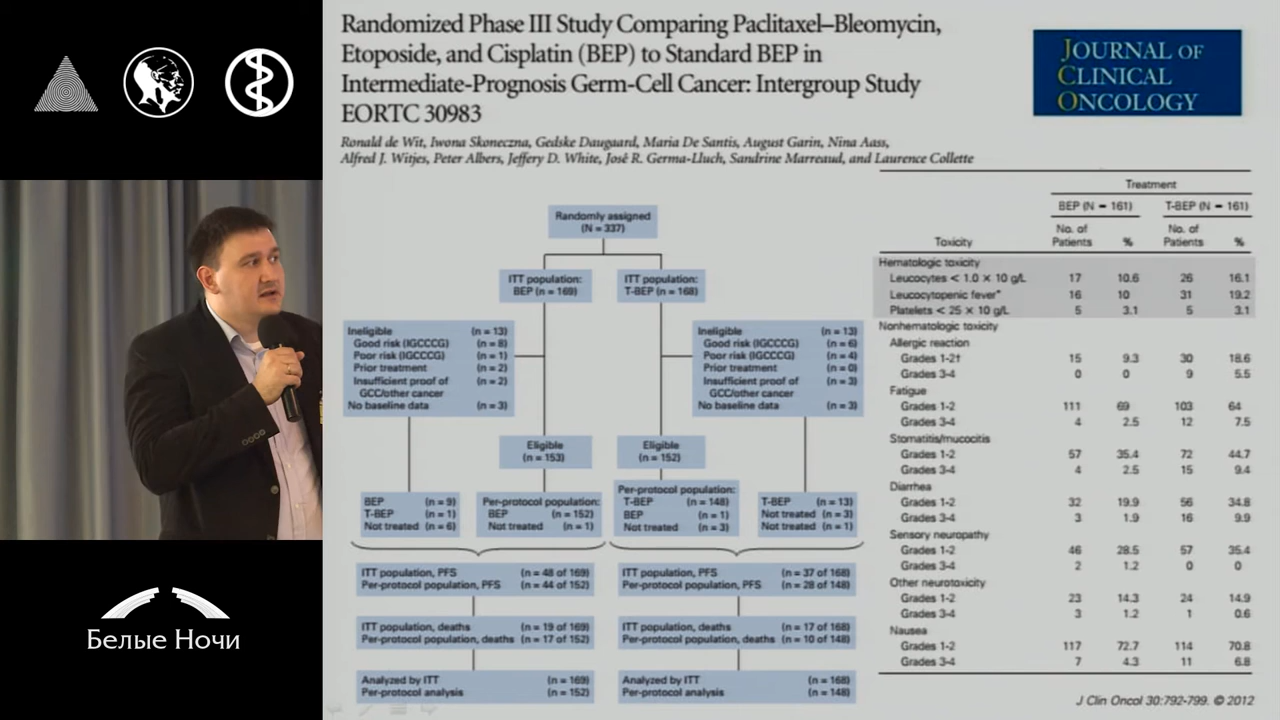 Randomized Phase III Study Comparing Paclitaxel–Bleomycin,
Etoposide, and Cisplatin (BEP) to Standard BEP in
Intermediate-Prognosis Germ-Cell Cancer: Intergroup Study
EORTC 30983
Ronald de Wit, Iwona Skoneczna, Gedske Daugaard, Maria De Santis, August Garin, Nina Aass,
Alfred J. Witjes, Peter Albers, Jeffery D. White, José R. Germa-Lluch, Sandrine Marreaud, and Laurence Collette
JOURNAL OF
CLINICAL
ONCOLOGY
Randomly assigned
(N = 337)
ITT population:
BEP (n = 169)
ITT population:
T-BEP (n = 168)
Ineligible (n = 13)
Good risk (IGCCCG) (n = 8)
Poor risk (IGCCCG) (n = 1)
Prior treatment (n = 2)
Insufficient proof of (n = 2)
GCC/other cancer
No baseline data (n = 3)
Ineligible (n = 13)
Good risk (IGCCCG) (n = 6)
Poor risk (IGCCCG) (n = 4)
Prior treatment (n = 0)
Insufficient proof of (n = 3)
GCC/other cancer
No baseline data (n = 3)
Eligible
(n = 153)
Eligible
(n = 152)
BEP (n = 9)
T-BEP (n = 1)
Not treated (n = 6)
Per-protocol population:
BEP (n = 152)
Not treated (n = 1)
Per-protocol population:
T-BEP (n = 148)
BEP (n = 1)
Not treated (n = 3)
T-BEP (n = 13)
Not treated (n = 3)
Not treated (n = 1)
ITT population, PFS (n = 48 of 169)
Per-protocol population, PFS (n = 44 of 152)
ITT population, PFS (n = 37 of 168)
Per-protocol population, PFS (n = 28 of 148)
ITT population, deaths (n = 19 of 169)
Per-protocol population, deaths (n = 17 of 152)
ITT population, deaths (n = 17 of 168)
Per-protocol population, deaths (n = 10 of 148)
Analyzed by ITT (n = 169)
Per-protocol analysis (n = 152)
Analyzed by ITT (n = 168)
Per-protocol analysis (n = 148)
Treatment
BEP (N = 161) T-BEP (N = 161)
Toxicity No. of Patients % No. of Patients %
Hematologic toxicity
Leucocytes < 1.0 × 10 g/L 17 10.6 26 16.1
Leucocytopenic fever* 16 10 31 19.2
Platelets < 25 × 10 g/L 5 3.1 5 3.1
Nonhematologic toxicity
Allergic reaction
Grades 1-2† 15 9.3 30 18.6
Grades 3-4 0 0 9 5.5
Fatigue
Grades 1-2 111 69 103 64
Grades 3-4 4 2.5 12 7.5
Stomatitis/mucocitis
Grades 1-2 57 35.4 72 44.7
Grades 3-4 4 2.5 15 9.4
Diarrhea
Grades 1-2 32 19.9 56 34.8
Grades 3-4 3 1.9 16 9.9
Sensory neuropathy
Grades 1-2 46 28.5 57 35.4
Grades 3-4 2 1.2 0 0
Other neurotoxicity
Grades 1-2 23 14.3 24 14.9
Grades 3-4 3 1.2 1 0.6
Nausea
Grades 1-2 117 72.7 114 70.8
Grades 3-4 7 4.3 11 6.8
J Clin Oncol 30:792-799. © 2012
Белые Ночи